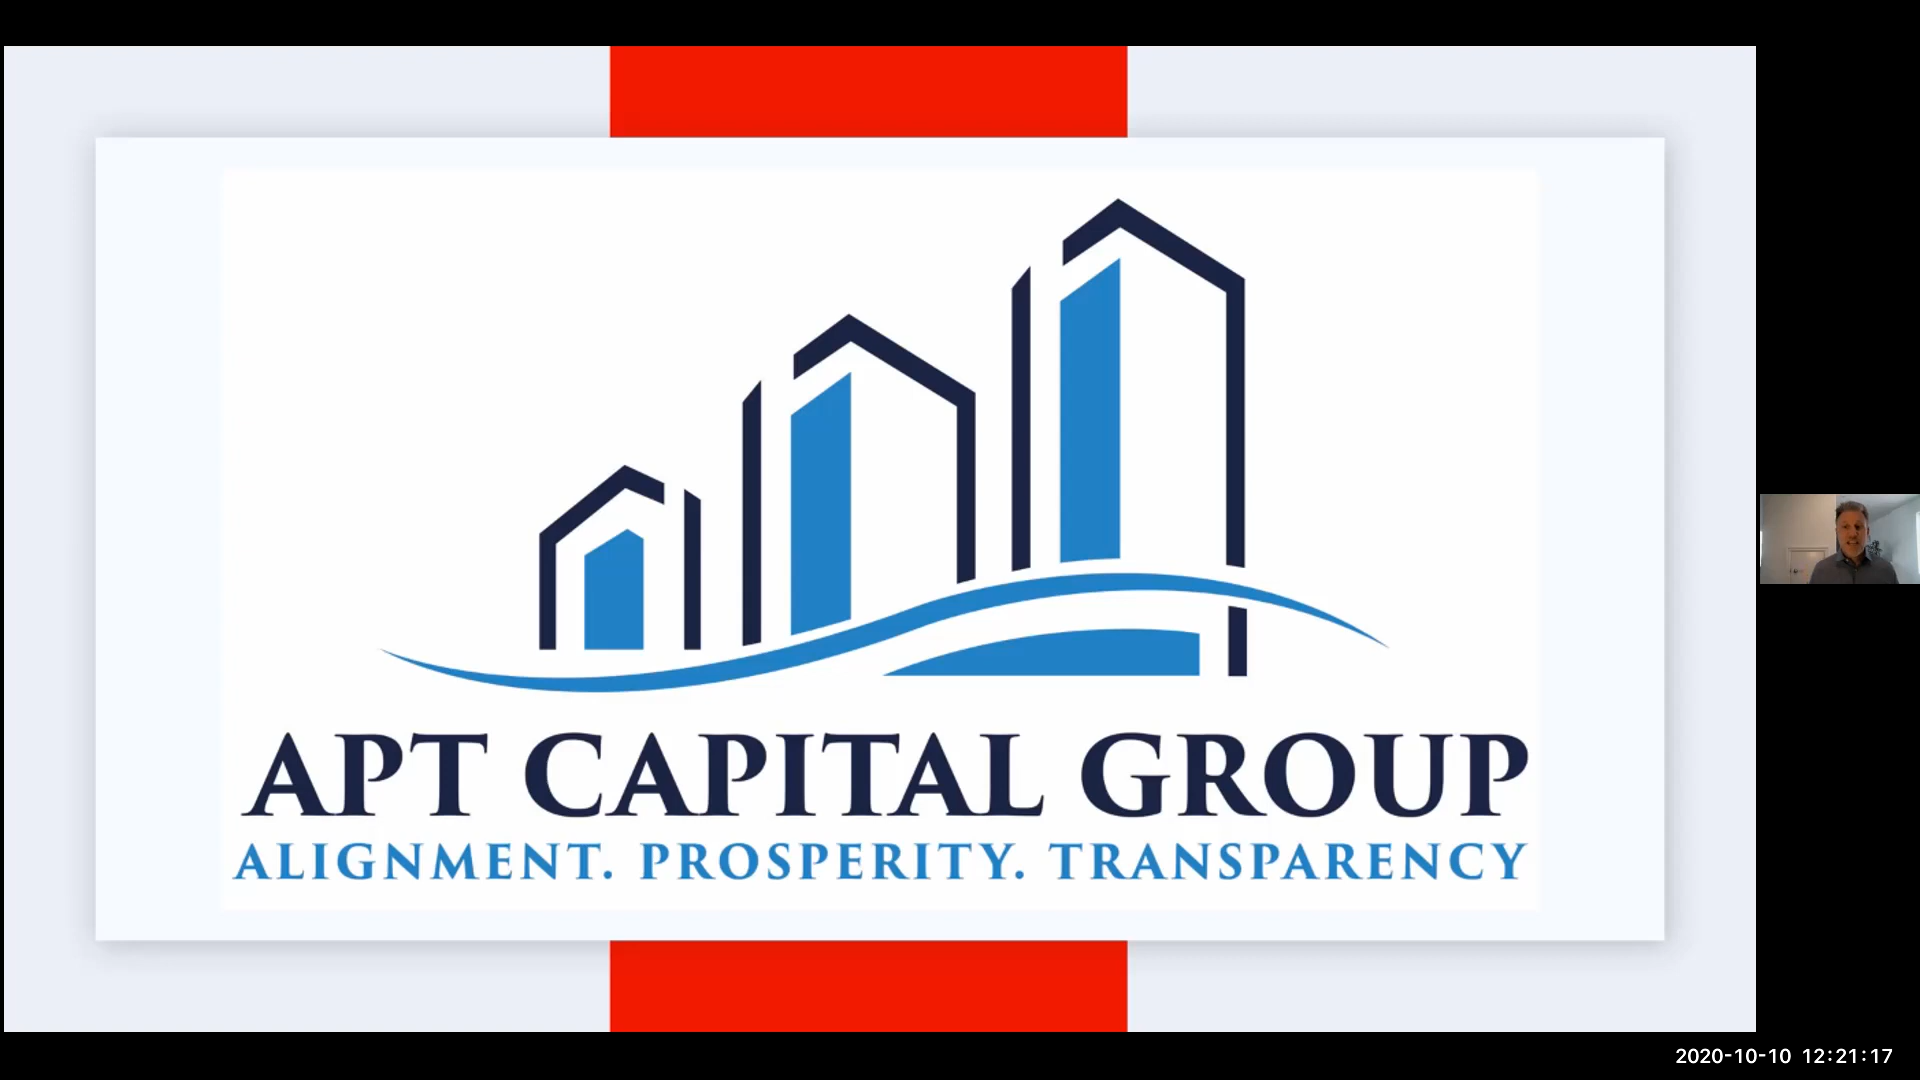 APT CAPITAL GROUP
ALIGNMENT. PROSPERITY. TRANSPARENCY
2020-10-10 12:21:17